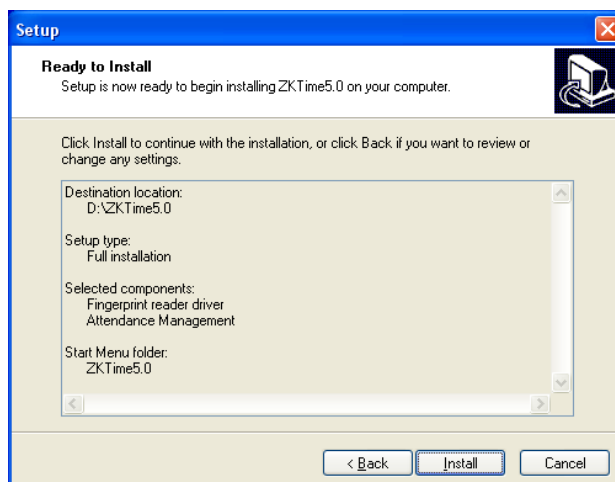 Setup
Ready to Install
Setup is now ready to begin installing ZKTime5.0 on your computer.
Click Install to continue with the installation, or click Back if you want to review or
change any settings.
Destination location:
D:\ZKTime5.0
Setup type:
Full installation
Selected components:
Fingerprint reader driver
Attendance Management
Start Menu folder:
ZKTime5.0
< Back
Install
Cancel